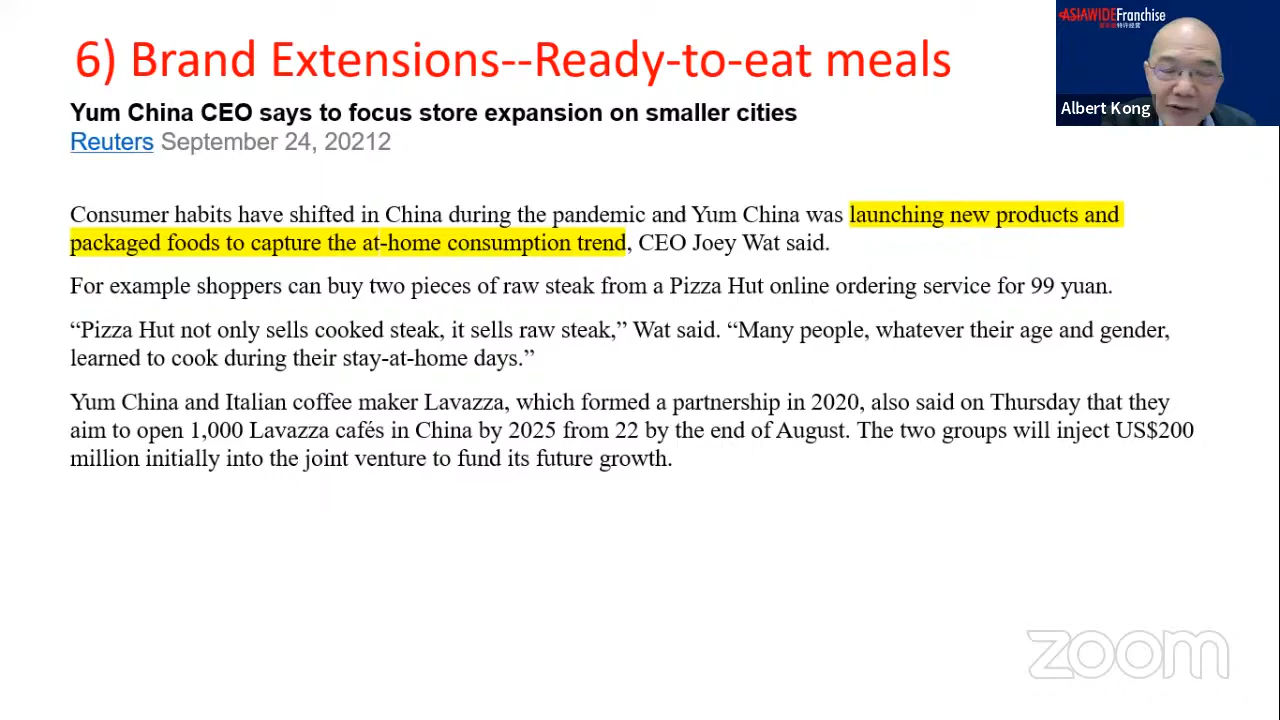 6) Brand Extensions--Ready-to-eat meals
ASIAWIDEFranchise
Albert Kong
Yum China CEO says to focus store expansion on smaller cities
Reuters September 24, 20212
Consumer habits have shifted in China during the pandemic and Yum China was launching new products and
packaged foods to capture the at-home consumption trend, CEO Joey Wat said.
For example shoppers can buy two pieces of raw steak from a Pizza Hut online ordering service for 99 yuan.
“Pizza Hut not only sells cooked steak, it sells raw steak,” Wat said. “Many people, whatever their age and gender,
learned to cook during their stay-at-home days.”
Yum China and Italian coffee maker Lavazza, which formed a partnership in 2020, also said on Thursday that they
aim to open 1,000 Lavazza cafés in China by 2025 from 22 by the end of August. The two groups will inject US$200
million initially into the joint venture to fund its future growth.
zoom